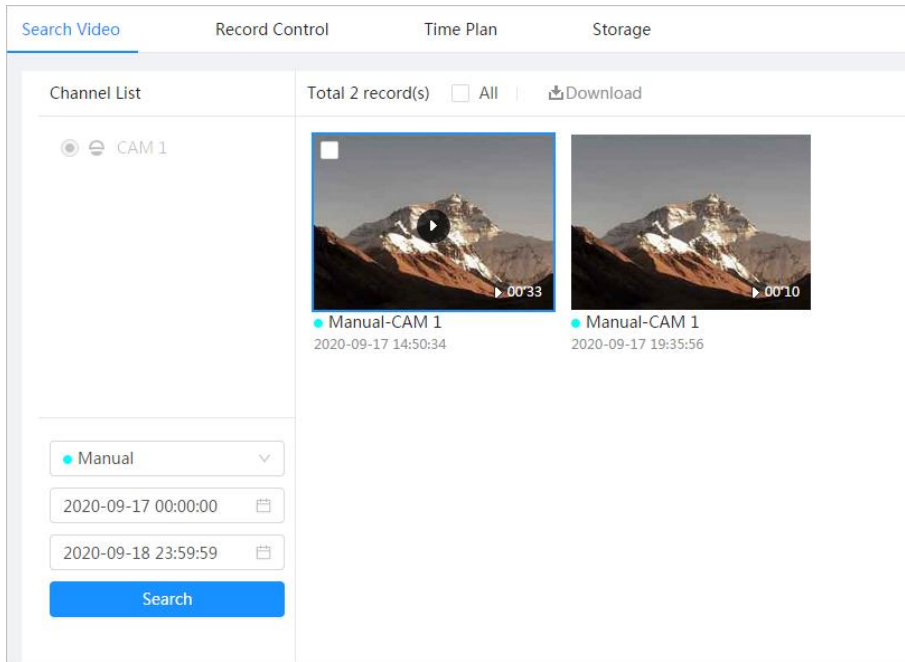 Search Video Record Control Time Plan Storage
Channel List
Total 2 record(s) All Download
CAM 1
00'33
00'10
Manual-CAM 1
2020-09-17 14:50:34
Manual-CAM 1
2020-09-17 19:35:56
Manual
2020-09-17 00:00:00
2020-09-18 23:59:59
Search